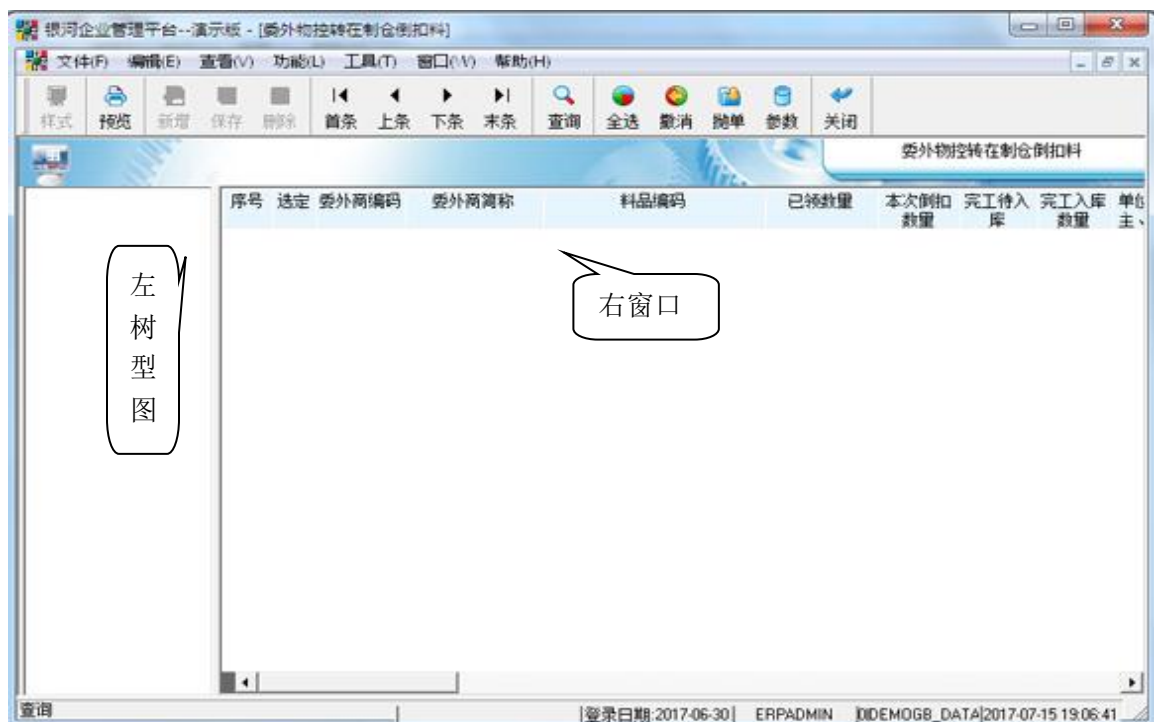 银河企业管理平台--演示版 - [委外物控转在制仓倒扣料]
文件(F) 编辑(E) 查看(V) 功能(L) 工具(T) 窗口(W) 帮助(H)
样式 预览 新增 保存 删除 首条 上条 下条 末条 查询 全选 撤消 抛单 参数 关闭
委外物控转在制仓倒扣料
序号 选定 委外商编码 委外商简称 料品编码 已领数量 本次倒扣 完工待入 完工入库 单位
数量 库 数量 主、
左
树
型
图
右窗口
查询 登录日期:2017-06-30 ERPADMIN DEMOGB_DATA 2017-07-15 19:06:41